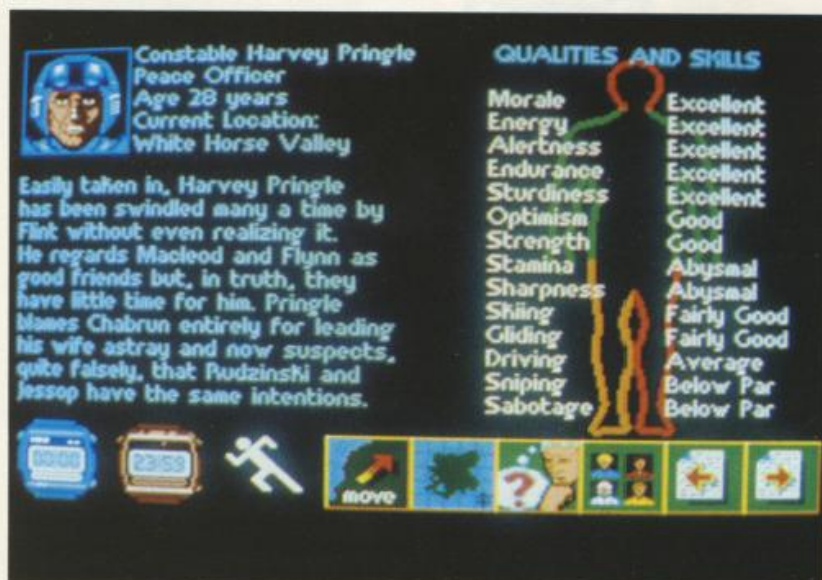 Constable Harvey Pringle
Peace Officer
Age 28 years
Current Location:
White Horse Valley
Easily taken in, Harvey Pringle
has been swindled many a time by
Flint without even realizing it.
He regards Macleod and Flynn as
good friends but, in truth, they
have little time for him. Pringle
blames Chabrun entirely for leading
his wife astray and now suspects,
quite falsely, that Rudzinski and
Jessop have the same intentions.
QUALITIES AND SKILLS
Morale Excellent
Energy Excellent
Alertness Excellent
Endurance Excellent
Sturdiness Excellent
Optimism Good
Strength Good
Stamina Abysmal
Sharpness Abysmal
Skiing Fairly Good
Gliding Fairly Good
Driving Average
Sniping Below Par
Sabotage Below Par
00:00
23:59
move
?